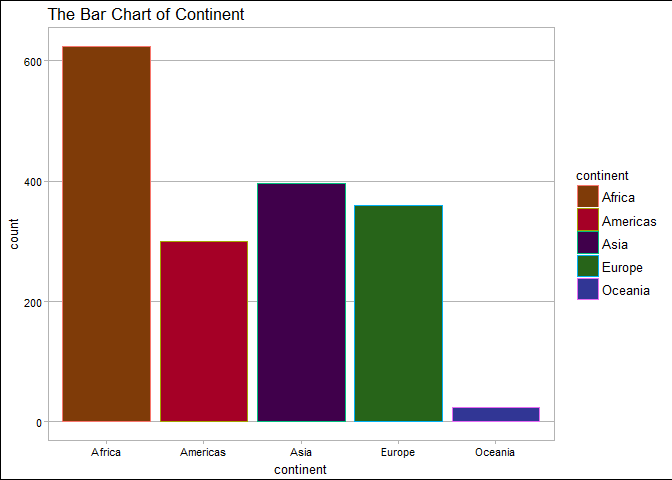 The Bar Chart of Continent
600
400
200
0
count
Africa
Americas
Asia
Europe
Oceania
continent
continent
Africa
Americas
Asia
Europe
Oceania